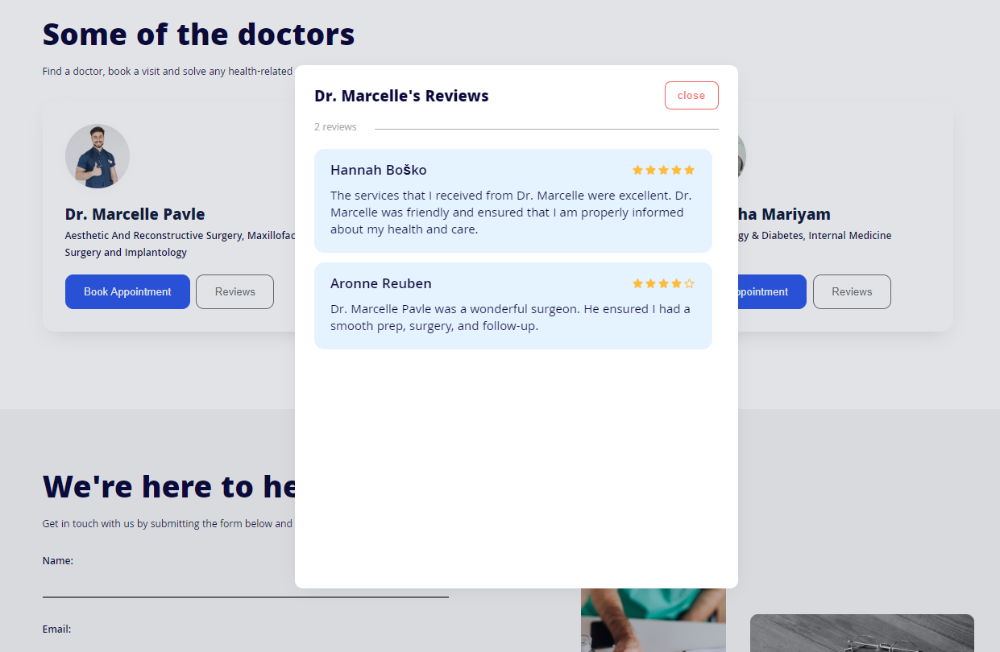 Some of the doctors
Find a doctor, book a visit and solve any health-related
Dr. Marcelle's Reviews
close
2 reviews
Hannah Boško
The services that I received from Dr. Marcelle were excellent. Dr.
Marcelle was friendly and ensured that I am properly informed
about my health and care.
Aronne Reuben
Dr. Marcelle Pavle was a wonderful surgeon. He ensured I had a
smooth prep, surgery, and follow-up.
Dr. Marcelle Pavle
Aesthetic And Reconstructive Surgery,
Surgery and Implantology
Book Appointment
Reviews
Mariyam
& Diabetes, Internal Medicine
Reviews
We're here to
Get in touch with us by submitting the form below and
Name:
Email: